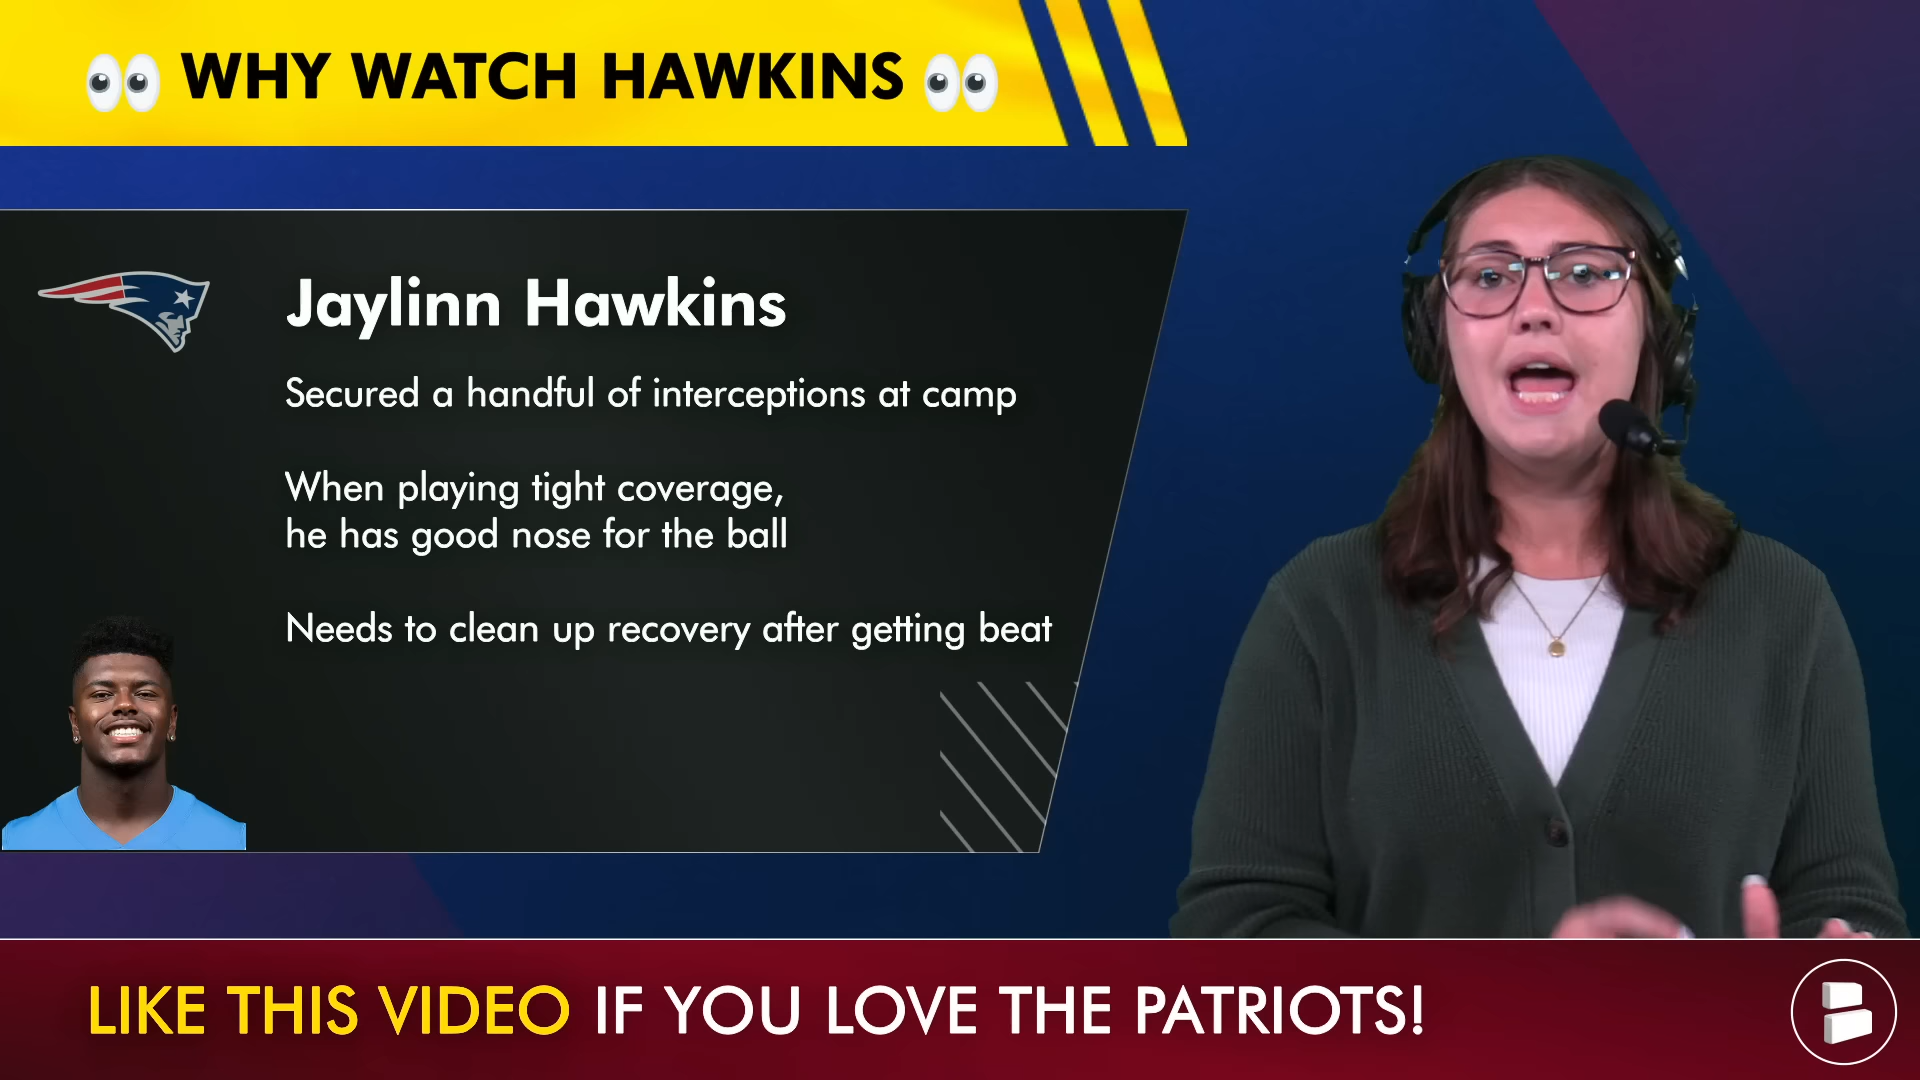 WHY WATCH HAWKINS
Jaylinn Hawkins
Secured a handful of interceptions at camp
When playing tight coverage,
he has good nose for the ball
Needs to clean up recovery after getting beat
LIKE THIS VIDEO IF YOU LOVE THE PATRIOTS!